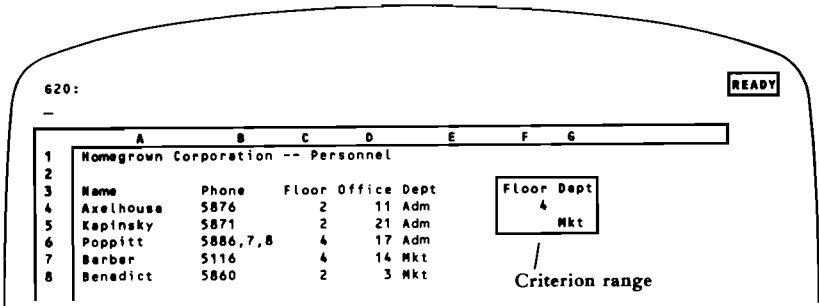 G20:
READY
_
A B C D E F G
1 Homegrown Corporation -- Personnel
2
3 Name Phone Floor Office Dept Floor Dept
4 Axelhouse 5876 2 11 Adm 4
5 Kapinsky 5871 2 21 Adm Mkt
6 Poppitt 5886,7,8 4 17 Adm
7 Barber 5116 4 14 Mkt
8 Benedict 5860 2 3 Mkt
Criterion range